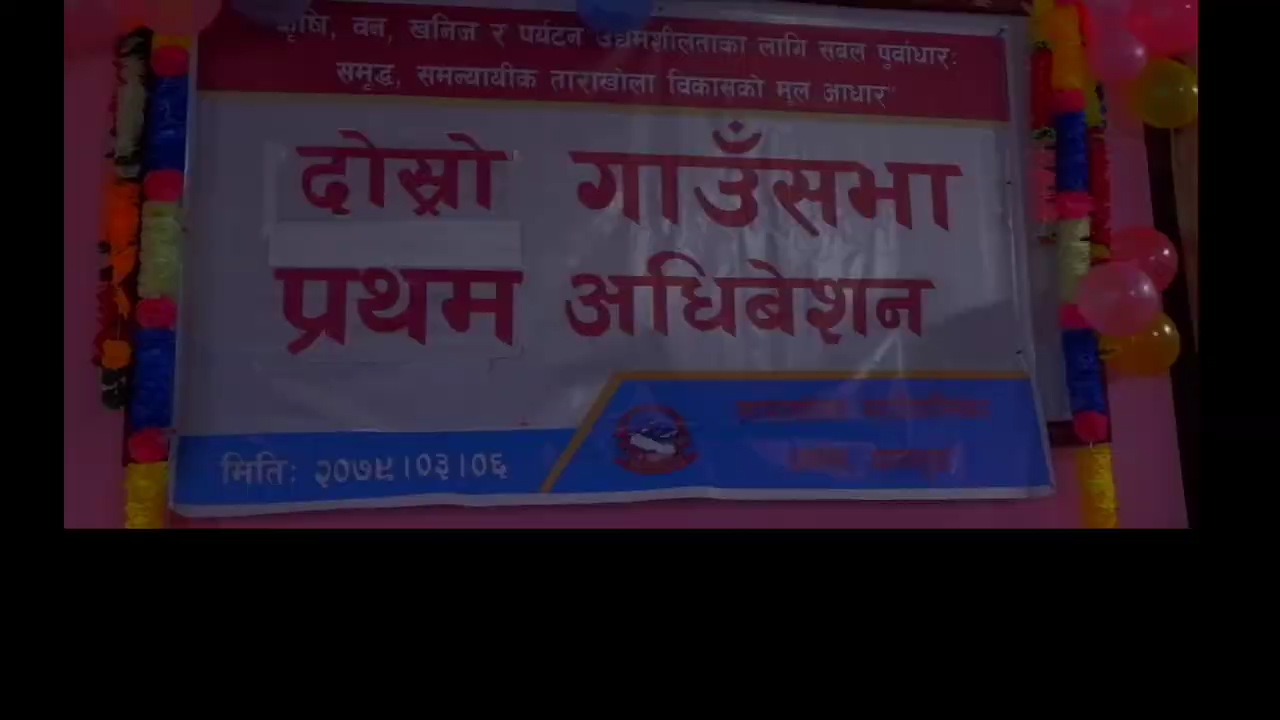 कृषि, वन, खनिज र पर्यटन उद्यमशीलताका लागि सबल पुर्वाधारः
समृद्ध, समन्यायीक ताराखोला विकासको मूल आधार"
दोस्रो गाउँसभा
प्रथम अधिबेशन
मितिः २०७९।०३।०६